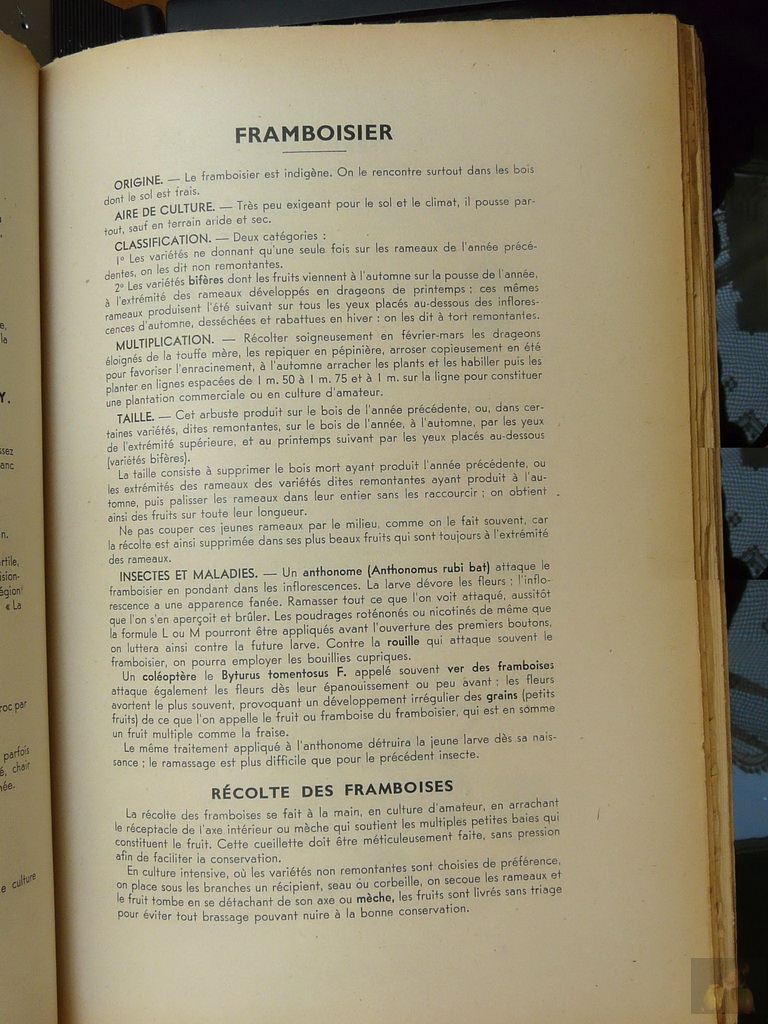 FRAMBOISIER
ORIGINE. — Le framboisier est indigène. On le rencontre surtout dans les bois
dont le sol est frais.
AIRE DE CULTURE. — Très peu exigeant pour le sol et le climat, il pousse par-
tout, sauf en terrain aride et sec.
CLASSIFICATION. — Deux catégories :
1° Les variétés ne donnant qu'une seule fois sur les rameaux de l'année précé-
dentes, on les dit non remontantes.
2° Les variétés bifères dont les fruits viennent à l'automne sur la pousse de l'année,
à l'extrémité des rameaux développés en drageons de printemps ; ces mêmes
rameaux produisent l'été suivant sur tous les yeux placés au-dessous des inflores-
cences d'automne, desséchées et rabattues en hiver : on les dit à tort remontantes.
MULTIPLICATION. — Récolter soigneusement en février-mars les drageons
éloignés de la touffe mère, les repiquer en pépinière, arroser copieusement en été
pour favoriser l'enracinement, à l'automne arracher les plants et les habiller puis les
planter en lignes espacées de 1 m. 50 à 1 m. 75 et à 1 m. sur la ligne pour constituer
une plantation commerciale ou en culture d'amateur.
TAILLE. — Cet arbuste produit sur le bois de l'année précédente, ou, dans cer-
taines variétés, dites remontantes, sur le bois de l'année, à l'automne, par les yeux
de l'extrémité supérieure, et au printemps suivant par les yeux placés au-dessous
(variétés bifères).
La taille consiste à supprimer le bois mort ayant produit l'année précédente, ou
les extrémités des rameaux des variétés dites remontantes ayant produit à l'au-
tomne, puis palisser les rameaux dans leur entier sans les raccourcir ; on obtient
ainsi des fruits sur toute leur longueur.
Ne pas couper ces jeunes rameaux par le milieu, comme on le fait souvent, car
la récolte est ainsi supprimée dans ses plus beaux fruits qui sont toujours à l'extrémité
des rameaux.
INSECTES ET MALADIES. — Un anthonome (Anthonomus rubi bat) attaque le
framboisier en pondant dans les inflorescences. La larve dévore les fleurs : l'inflo-
rescence a une apparence fanée. Ramasser tout ce que l'on voit attaqué, aussitôt
que l'on s'en aperçoit et brûler. Les poudrages roténonés ou nicotinés de même que
la formule L ou M pourront être appliqués avant l'ouverture des premiers boutons,
on luttera ainsi contre la future larve. Contre la rouille qui attaque souvent le
framboisier, on pourra employer les bouillies cupriques.
Un coléoptère le Byturus tomentosus F. appelé souvent ver des framboises
attaque également les fleurs dès leur épanouissement ou peu avant ; les fleurs
avortent le plus souvent, provoquant un développement irrégulier des grains (petits
fruits) de ce que l'on appelle le fruit ou framboise du framboisier, qui est en somme
un fruit multiple comme la fraise.
Le même traitement appliqué à l'anthonome détruira la jeune larve dès sa nais-
sance ; le ramassage est plus difficile que pour le précédent insecte.
RÉCOLTE DES FRAMBOISES
La récolte des framboises se fait à la main, en culture d'amateur, en arrachant
le réceptacle de l'axe intérieur ou mèche qui soutient les multiples petites baies qui
constituent le fruit. Cette cueillette doit être méticuleusement faite, sans pression
afin de faciliter la conservation.
En culture intensive, où les variétés non remontantes sont choisies de préférence,
on place sous les branches un récipient, seau ou corbeille, on secoue les rameaux et
le fruit tombe en se détachant de son axe ou mèche, les fruits sont livrés sans triage
pour éviter tout brassage pouvant nuire à la bonne conservation.